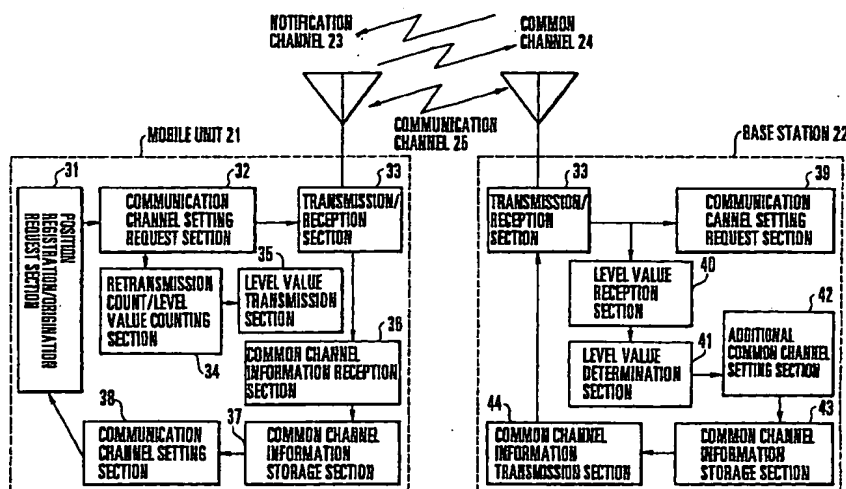 NOTIFICATION
CHANNEL 23
COMMON
CHANNEL 24
COMMUNICATION
CHANNEL 25
MOBILE UNIT 21
BASE STATION 22
31
POSITION
REGISTRATION/ORIGINATION
REQUEST SECTION
32
COMMUNICATION
CHANNEL SETTING
REQUEST SECTION
33
TRANSMISSION/
RECEPTION
SECTION
RETRANSMISSION
COUNT/LEVEL
VALUE COUNTING
SECTION
34
35
LEVEL VALUE
TRANSMISSION
SECTION
36
COMMON CHANNEL
INFORMATION RECEPTION
SECTION
38
COMMUNICATION
CHANNEL SETTING
SECTION
37
COMMON CHANNEL
INFORMATION
STORAGE SECTION
33
TRANSMISSION/
RECEPTION
SECTION
39
COMMUNICATION
CANNEL SETTING
REQUEST SECTION
40
LEVEL VALUE
RECEPTION
SECTION
41
LEVEL VALUE
DETERMINATION
SECTION
42
ADDITIONAL
COMMON CHANNEL
SETTING SECTION
44
COMMON CHANNEL
INFORMATION
TRANSMISSION SECTION
43
COMMON CHANNEL
INFORMATION
STORAGE SECTION